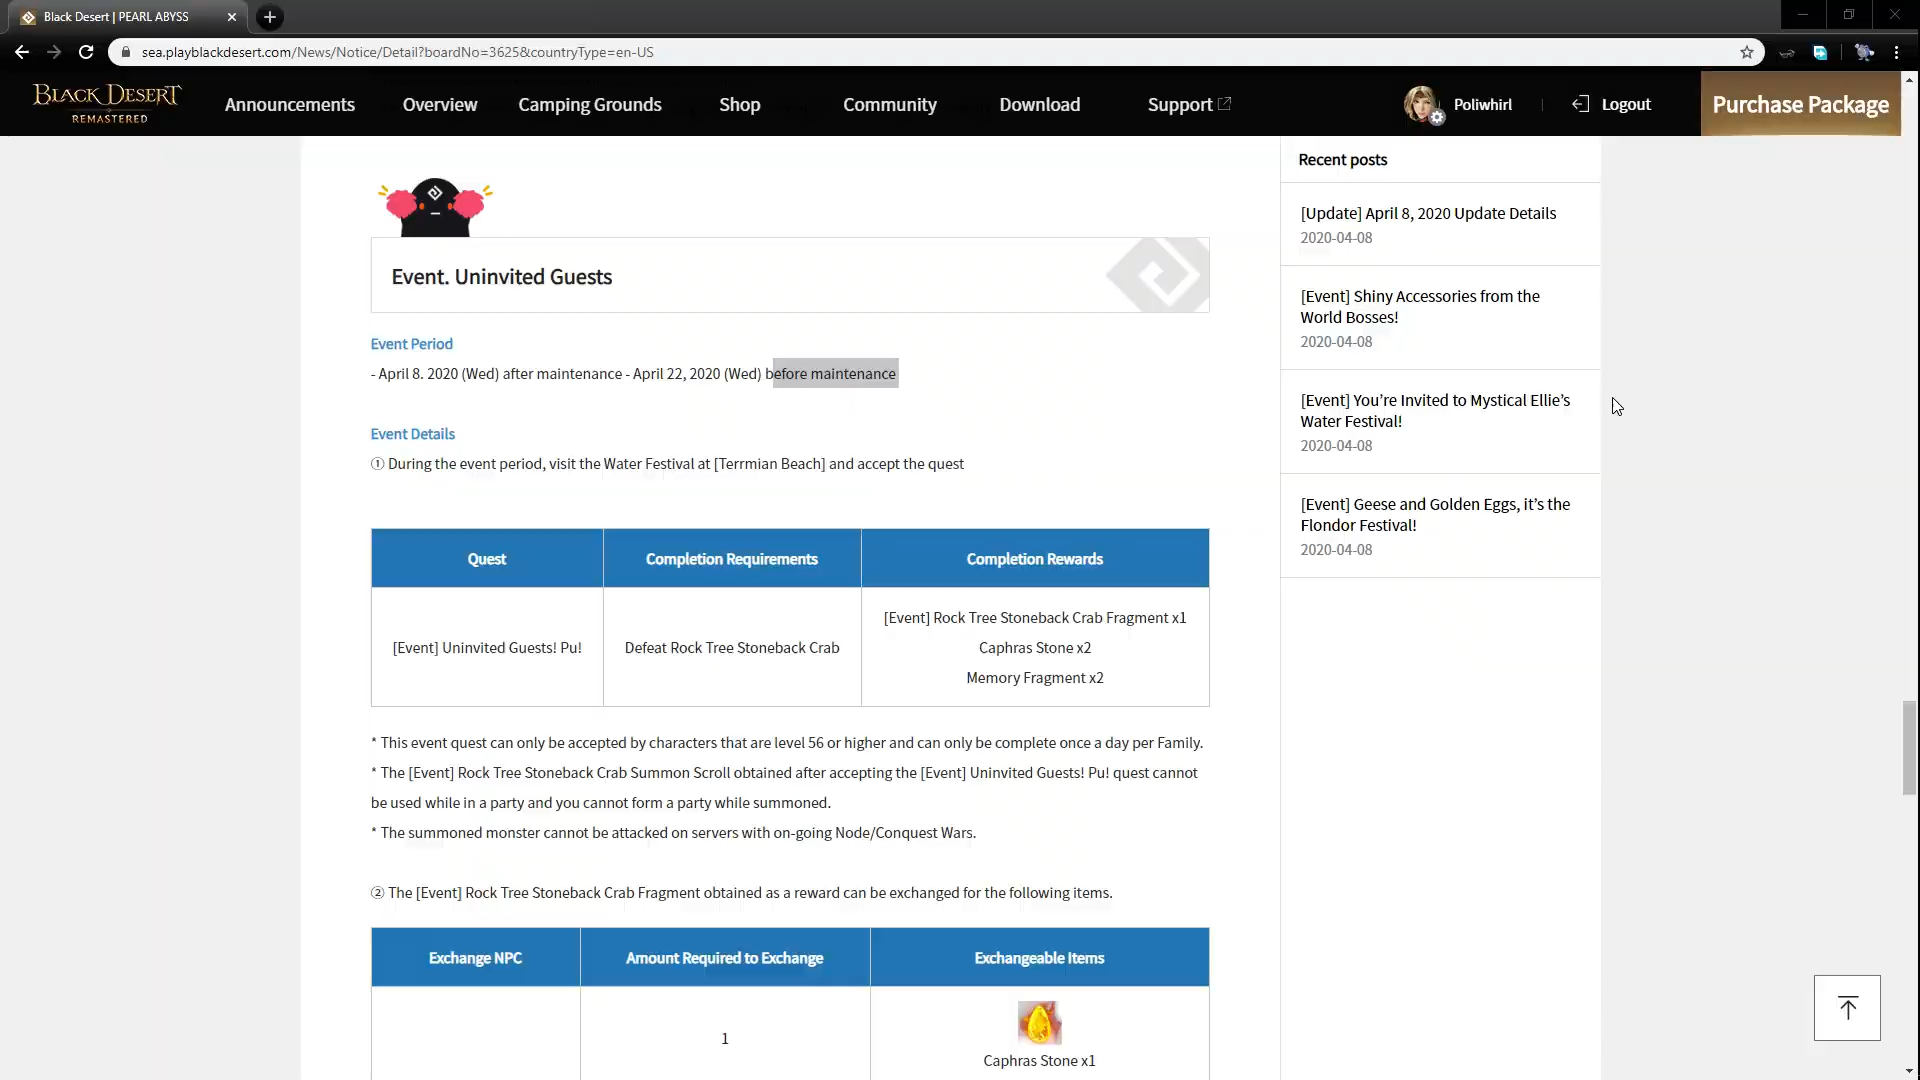 Black Desert | PEARL ABYSS
sea.playblackdesert.com/News/Notice/Detail?boardNo=3625&countryType=en-US
BLACK DESERT
REMASTERED
Announcements
Overview
Camping Grounds
Shop
Community
Download
Support
Poliwhirl
Logout
Purchase Package
Event. Uninvited Guests
Event Period
- April 8. 2020 (Wed) after maintenance - April 22, 2020 (Wed) before maintenance
Event Details
① During the event period, visit the Water Festival at [Terrmian Beach] and accept the quest
Quest
Completion Requirements
Completion Rewards
[Event] Uninvited Guests! Pu!
Defeat Rock Tree Stoneback Crab
[Event] Rock Tree Stoneback Crab Fragment x1
Caphras Stone x2
Memory Fragment x2
* This event quest can only be accepted by characters that are level 56 or higher and can only be complete once a day per Family.
* The [Event] Rock Tree Stoneback Crab Summon Scroll obtained after accepting the [Event] Uninvited Guests! Pu! quest cannot
be used while in a party and you cannot form a party while summoned.
* The summoned monster cannot be attacked on servers with on-going Node/Conquest Wars.
② The [Event] Rock Tree Stoneback Crab Fragment obtained as a reward can be exchanged for the following items.
Exchange NPC
Amount Required to Exchange
Exchangeable Items
1
Caphras Stone x1
Recent posts
[Update] April 8, 2020 Update Details
2020-04-08
[Event] Shiny Accessories from the
World Bosses!
2020-04-08
[Event] You’re Invited to Mystical Ellie’s
Water Festival!
2020-04-08
[Event] Geese and Golden Eggs, it’s the
Flondor Festival!
2020-04-08